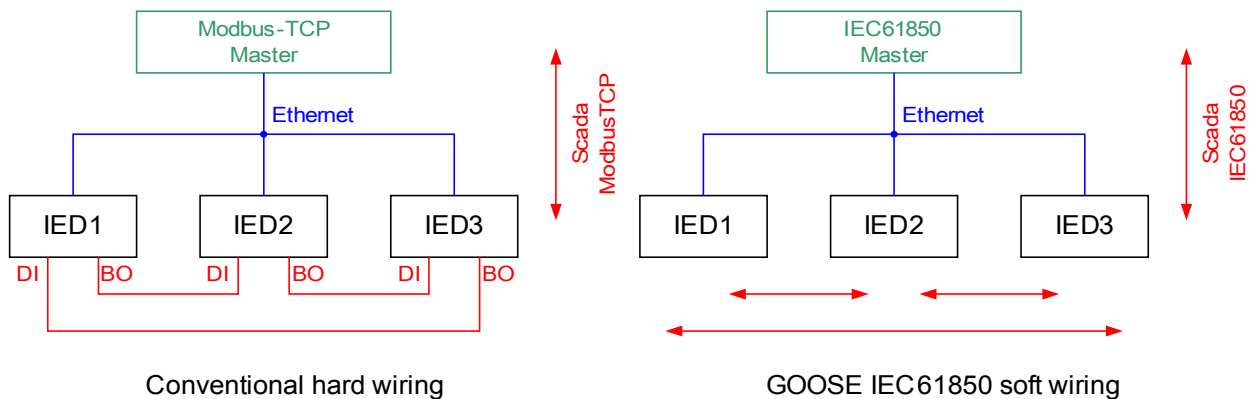 Modbus-TCP
Master
Ethernet
Scada
ModbusTCP
IED1
IED2
IED3
DI
BO
DI
BO
DI
BO
Conventional hard wiring
IEC61850
Master
Ethernet
Scada
IEC61850
IED1
IED2
IED3
GOOSE IEC61850 soft wiring